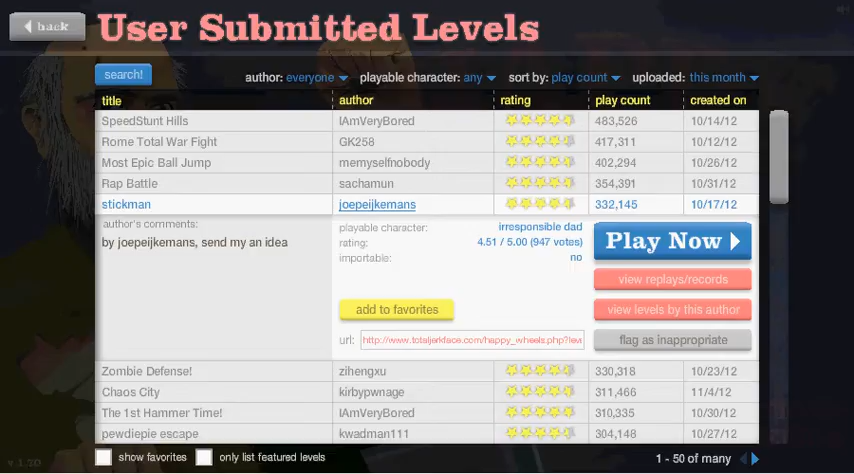 back
User Submitted Levels
search!
author: everyone playable character: any sort by: play count uploaded: this month
title author rating play count created on
SpeedStunt Hills IAmVeryBored 483,526 10/14/12
Rome Total War Fight GK258 417,311 10/12/12
Most Epic Ball Jump memyselfnobody 402,294 10/26/12
Rap Battle sachamun 354,391 10/31/12
stickman joepeijkemans 332,145 10/17/12
author's comments:
by joepeijkemans, send my an idea
playable character: irresponsible dad
rating: 4.51 / 5.00 (947 votes)
importable: no
add to favorites
url: http://www.totaljerkface.com/happy_wheels.php?lev
Play Now
view replays/records
view levels by this author
flag as inappropriate
Zombie Defense! zihengxu 330,318 10/23/12
Chaos City kirbypwnage 311,466 11/4/12
The 1st Hammer Time! IAmVeryBored 310,335 10/30/12
pewdiepie escape kwadman111 304,148 10/27/12
show favorites only list featured levels 1 - 50 of many
v.1.20